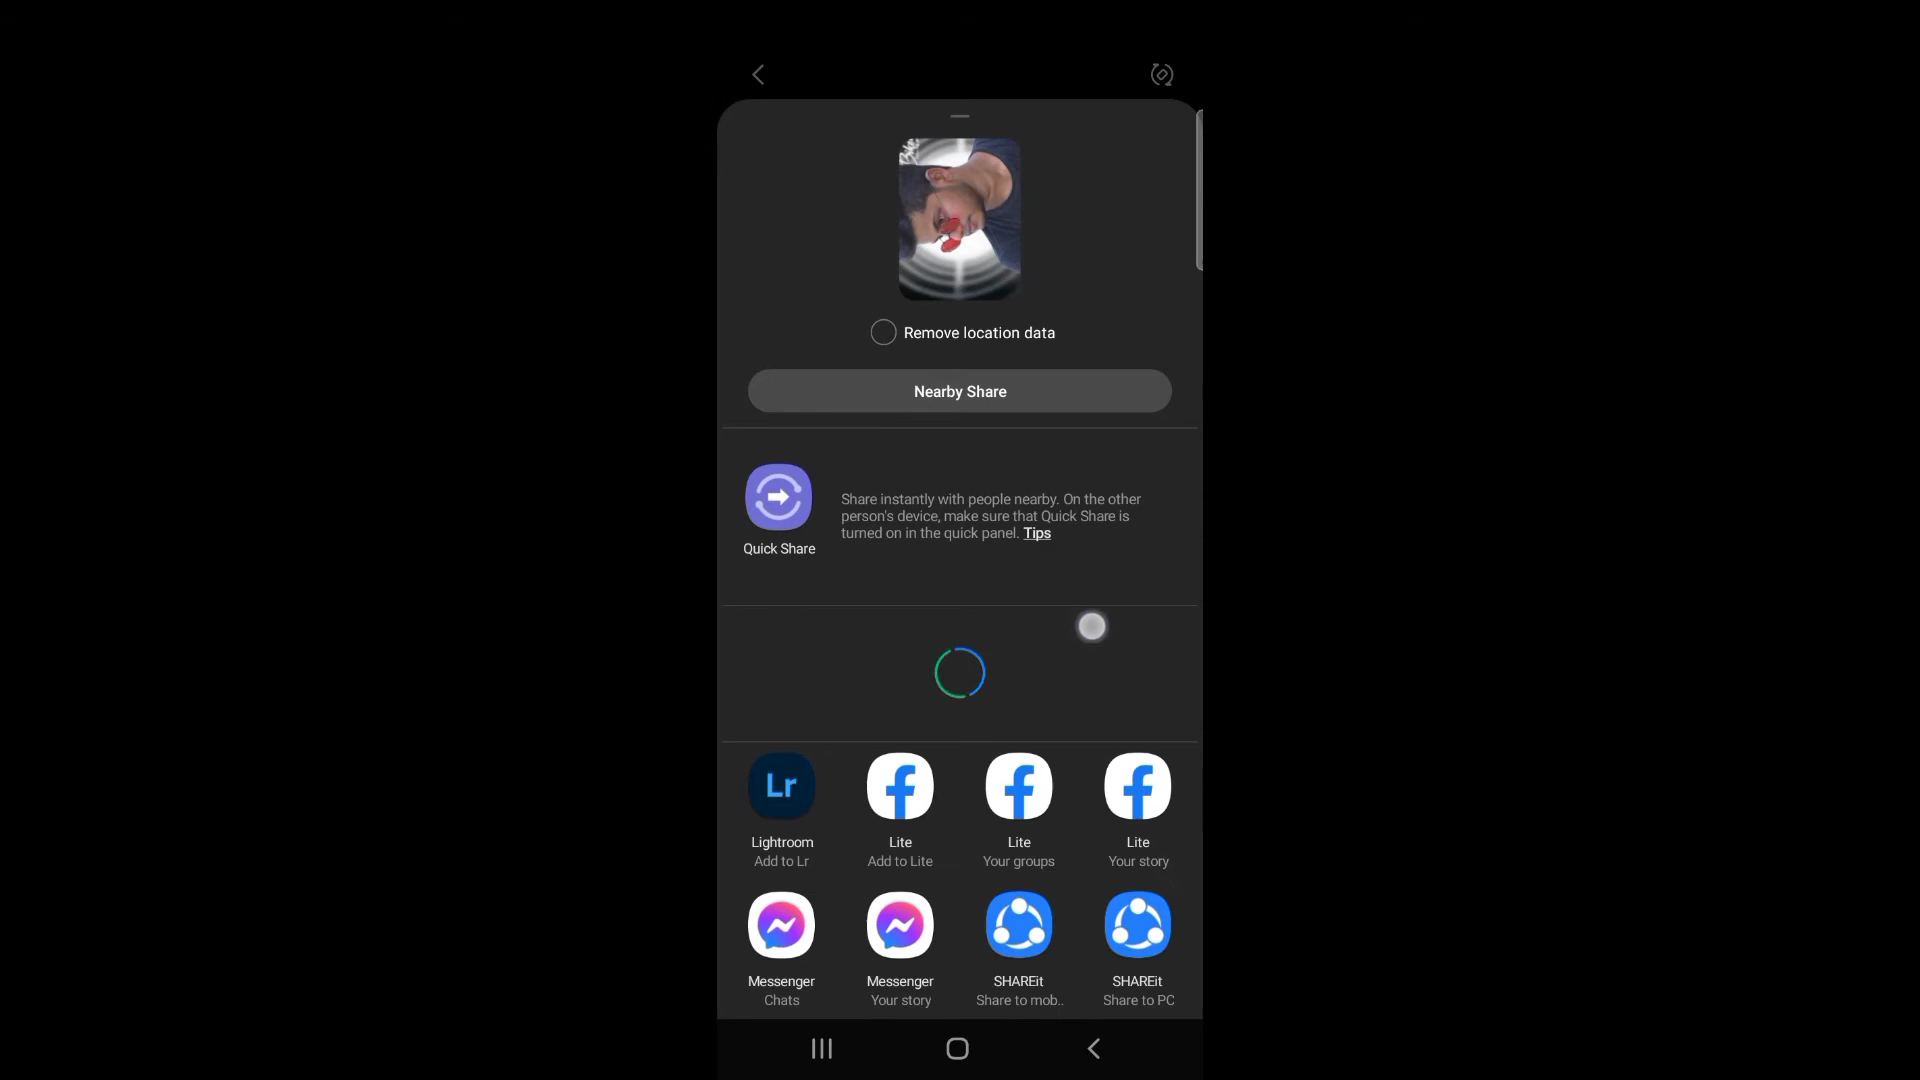 Remove location data
Nearby Share
Share instantly with people nearby. On the other
person's device, make sure that Quick Share is
turned on in the quick panel. Tips
Quick Share
Lr
Lightroom
Add to Lr
Lite
Add to Lite
Lite
Your groups
Lite
Your story
Messenger
Chats
Messenger
Your story
SHAREit
Share to mob..
SHAREit
Share to PC